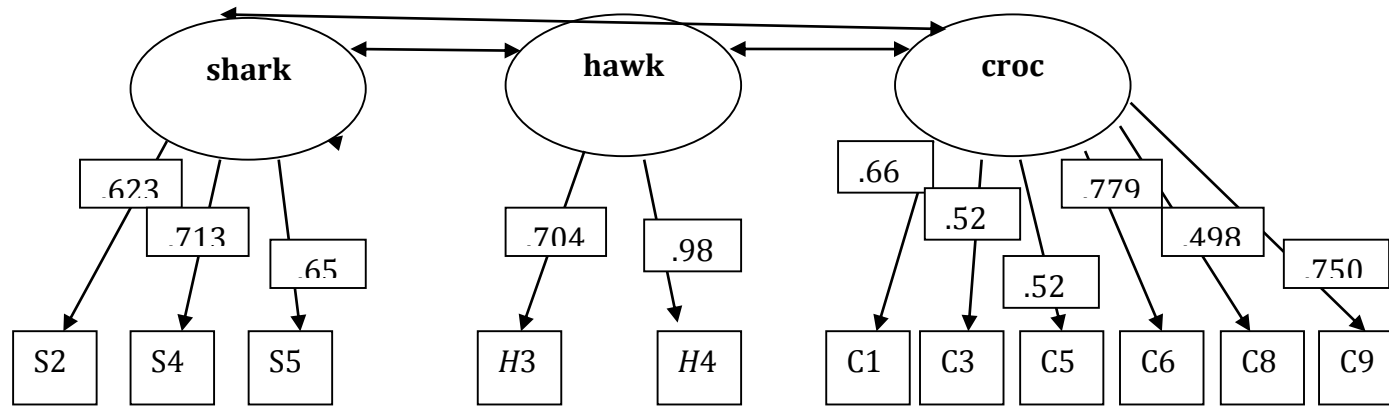 shark
hawk
croc
.623
.713
.65
.704
.98
.66
.52
.52
.779
.498
.750
S2
S4
S5
H3
H4
C1
C3
C5
C6
C8
C9